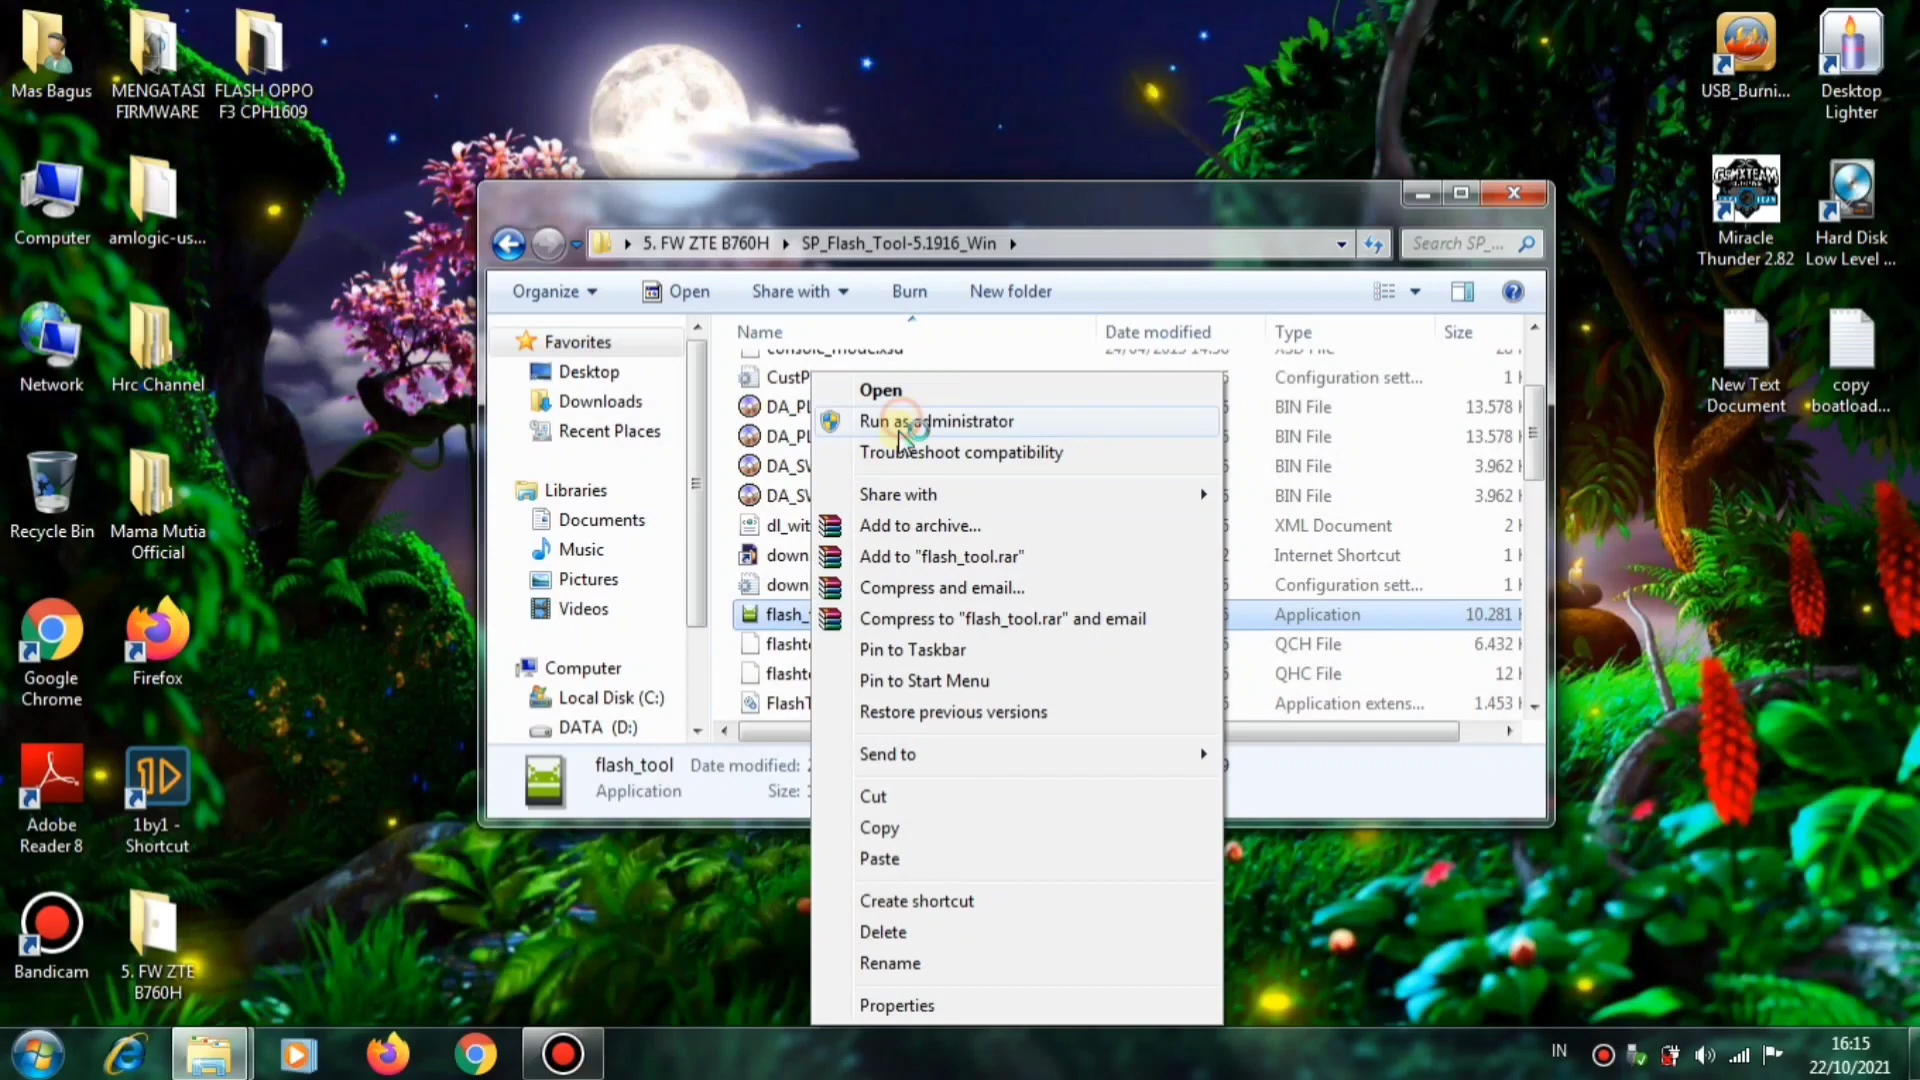 Mas Bagus
MENGATASI
FIRMWARE
FLASH OPPO
F3 CPH1609
Computer
amlogic-us...
Network
Hrc Channel
Recycle Bin
Mama Mutia
Official
Google
Chrome
Firefox
Adobe
Reader 8
1by1 -
Shortcut
Bandicam
5. FW ZTE
B760H
USB_Burni...
Desktop
Lighter
Miracle
Thunder 2.82
Hard Disk
Low Level ...
New Text
Document
copy
boatload...
5. FW ZTE B760H
SP_Flash_Tool-5.1916_Win
Search SP_...
Organize
Open
Share with
Burn
New folder
Favorites
Desktop
Downloads
Recent Places
Libraries
Documents
Music
Pictures
Videos
Computer
Local Disk (C:)
DATA (D:)
Name
Date modified
Type
Size
CustP
Configuration sett...
1
DA_PL
BIN File
13.578
DA_PL
BIN File
13.578
DA_SW
BIN File
3.962
DA_SW
BIN File
3.962
dl_wit
XML Document
2
down
Internet Shortcut
down
Configuration sett...
1
flash_
Application
10.281
flasht
QCH File
6.432
flasht
QHC File
12
FlashT
Application extens...
1.453
Open
Run as administrator
Troubleshoot compatibility
Share with
Add to archive...
Add to "flash_tool.rar"
Compress and email...
Compress to "flash_tool.rar" and email
Pin to Taskbar
Pin to Start Menu
Restore previous versions
Send to
Cut
Copy
Paste
Create shortcut
Delete
Rename
Properties
flash_tool
Date modified:
Application
Size:
IN
16:15
22/10/2021